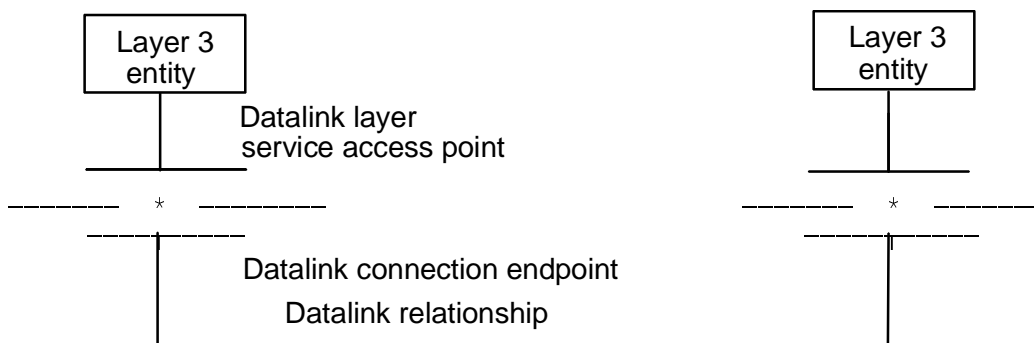 Layer 3
entity
Layer 3
entity
Datalink layer
service access point
* *
Datalink connection endpoint
Datalink relationship